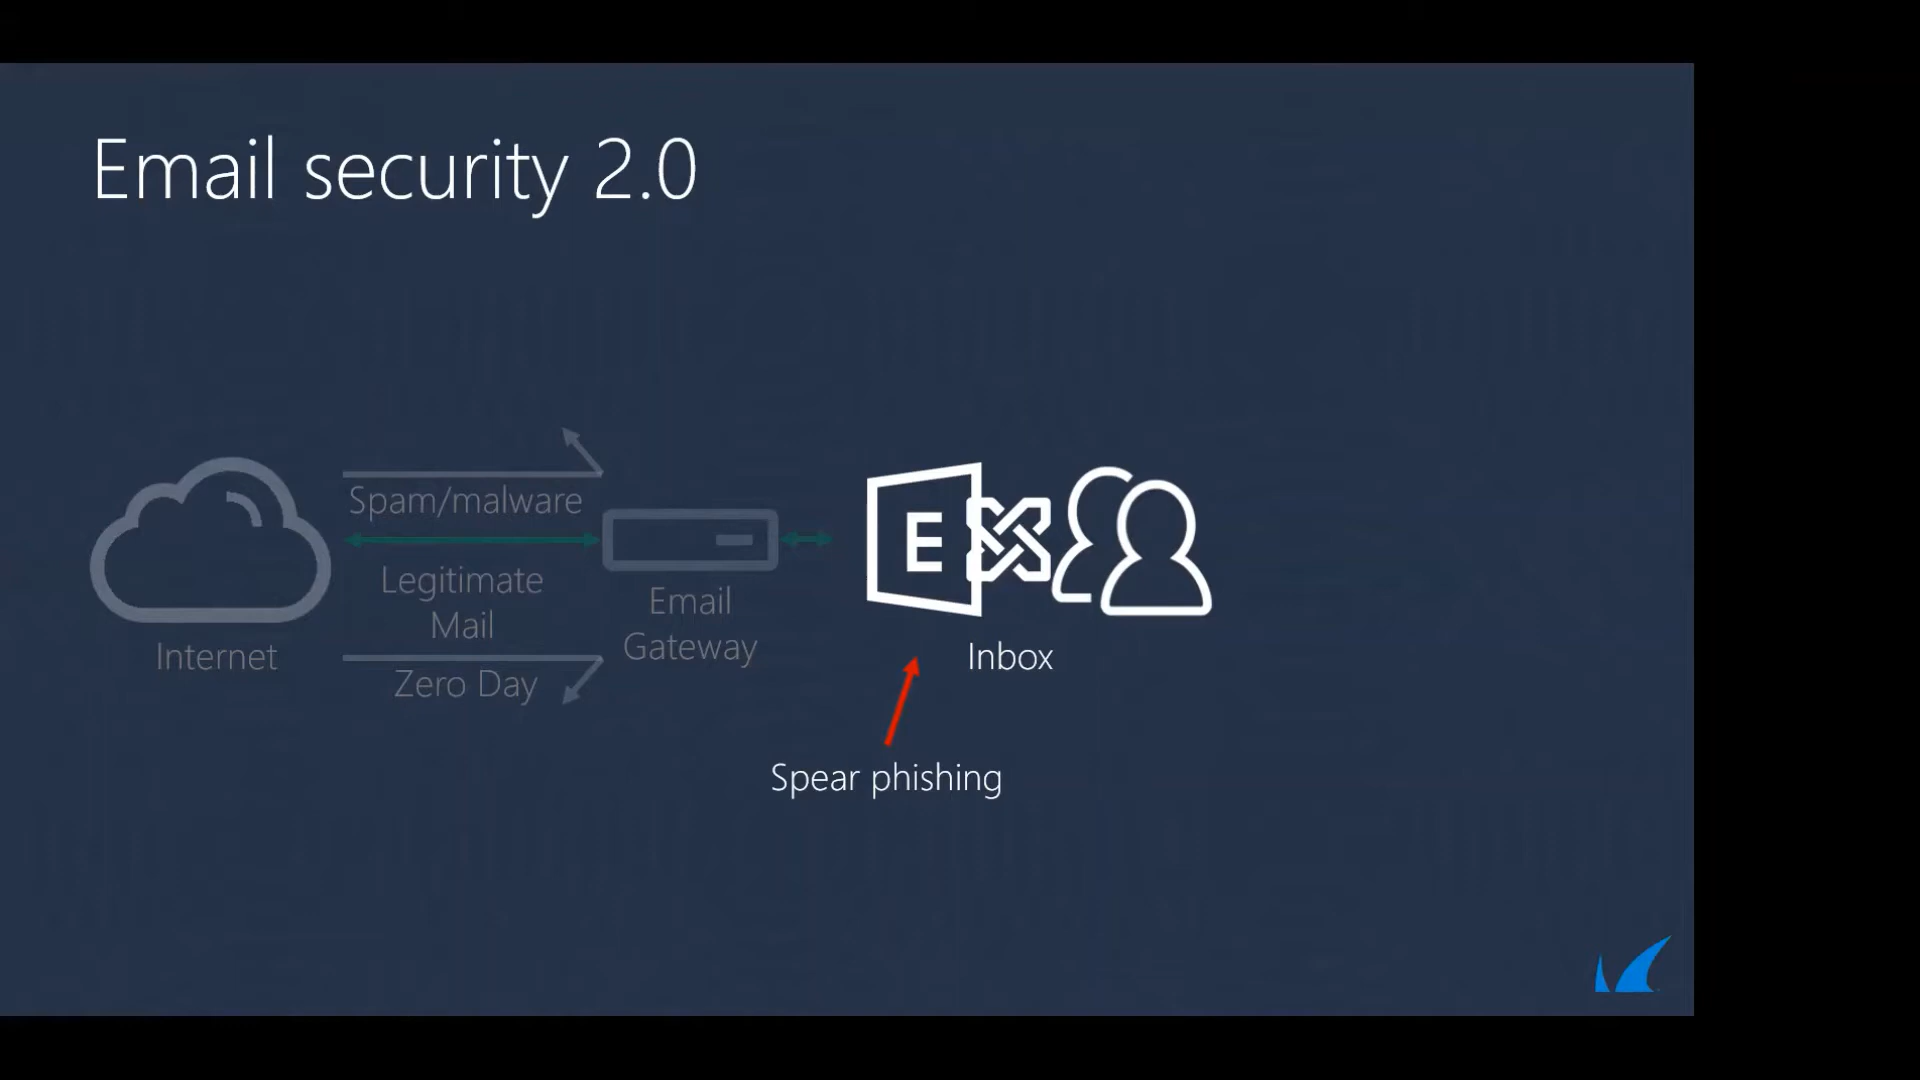 Email security 2.0
Spam/malware
Legitimate
Mail
Zero Day
Internet
Email
Gateway
E
Inbox
Spear phishing